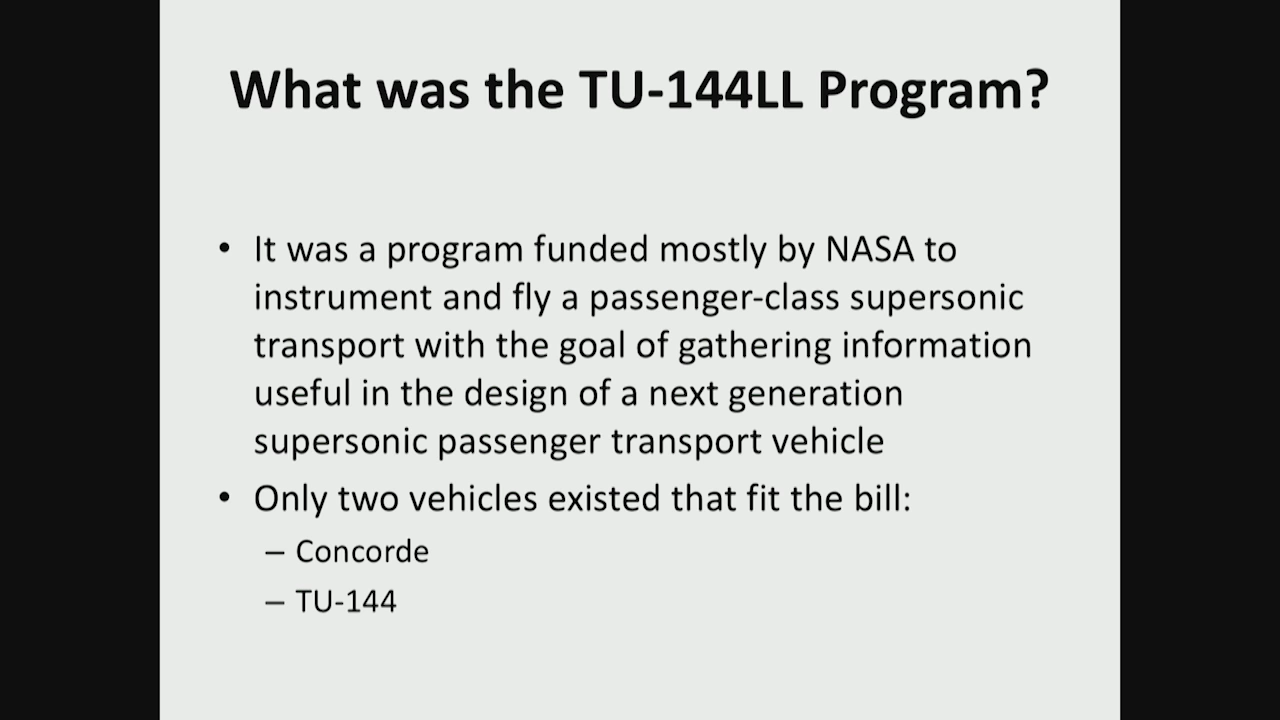 What was the TU-144LL Program?
• It was a program funded mostly by NASA to
instrument and fly a passenger-class supersonic
transport with the goal of gathering information
useful in the design of a next generation
supersonic passenger transport vehicle
• Only two vehicles existed that fit the bill:
– Concorde
– TU-144